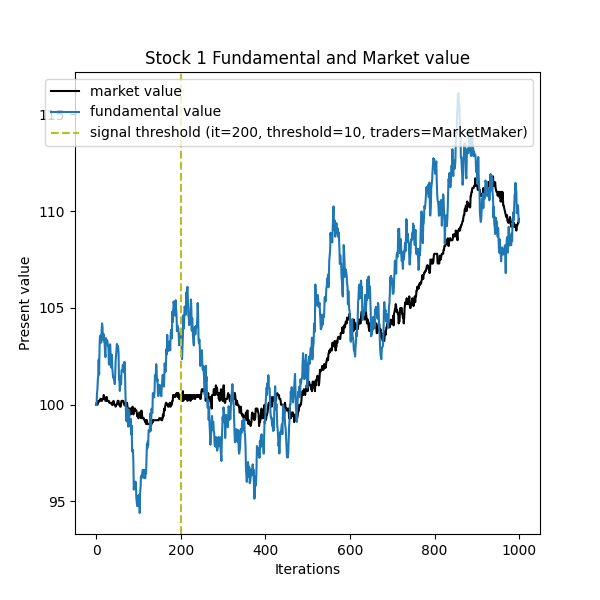 Stock 1 Fundamental and Market value
market value
fundamental value
signal threshold (it=200, threshold=10, traders=MarketMaker)
115
110
105
100
95
Present value
0 200 400 600 800 1000
Iterations